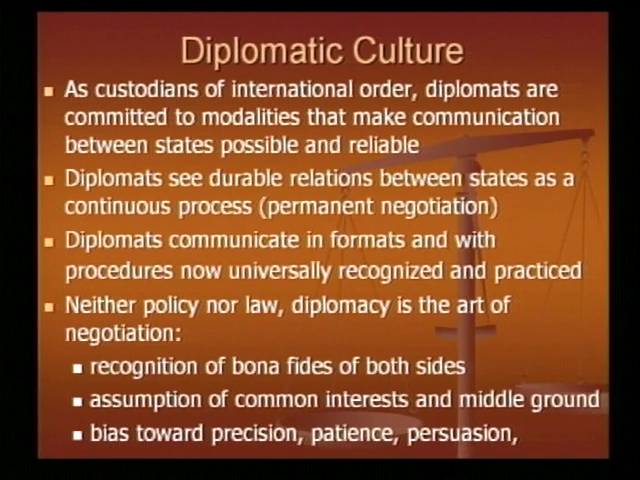 Diplomatic Culture
As custodians of international order, diplomats are
committed to modalities that make communication
between states possible and reliable
Diplomats see durable relations between states as a
continuous process (permanent negotiation)
Diplomats communicate in formats and with
procedures now universally recognized and practiced
Neither policy nor law, diplomacy is the art of
negotiation:
recognition of bona fides of both sides
assumption of common interests and middle ground
bias toward precision, patience, persuasion,